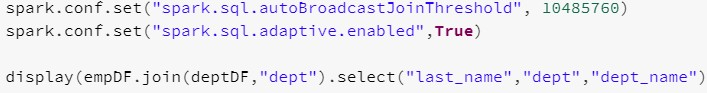 spark.conf.set("spark.sql.autoBroadcastJoinThreshold", 10485760)
spark.conf.set("spark.sql.adaptive.enabled",True)
display(empDF.join(deptDF,"dept").select("last_name","dept","dept_name")